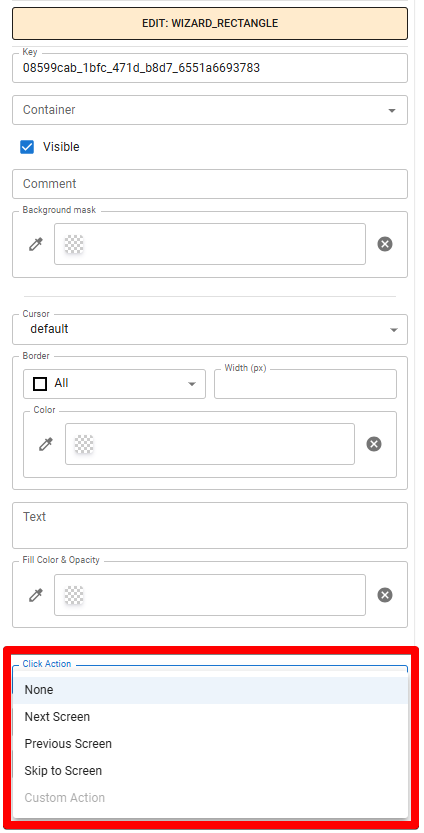 EDIT: WIZARD_RECTANGLE
Key
08599cab_1bfc_471d_b8d7_6551a6693783
Container
Visible
Comment
Background mask
Cursor
default
Border
All
Width (px)
Color
Text
Fill Color & Opacity
Click Action
None
Next Screen
Previous Screen
Skip to Screen
Custom Action